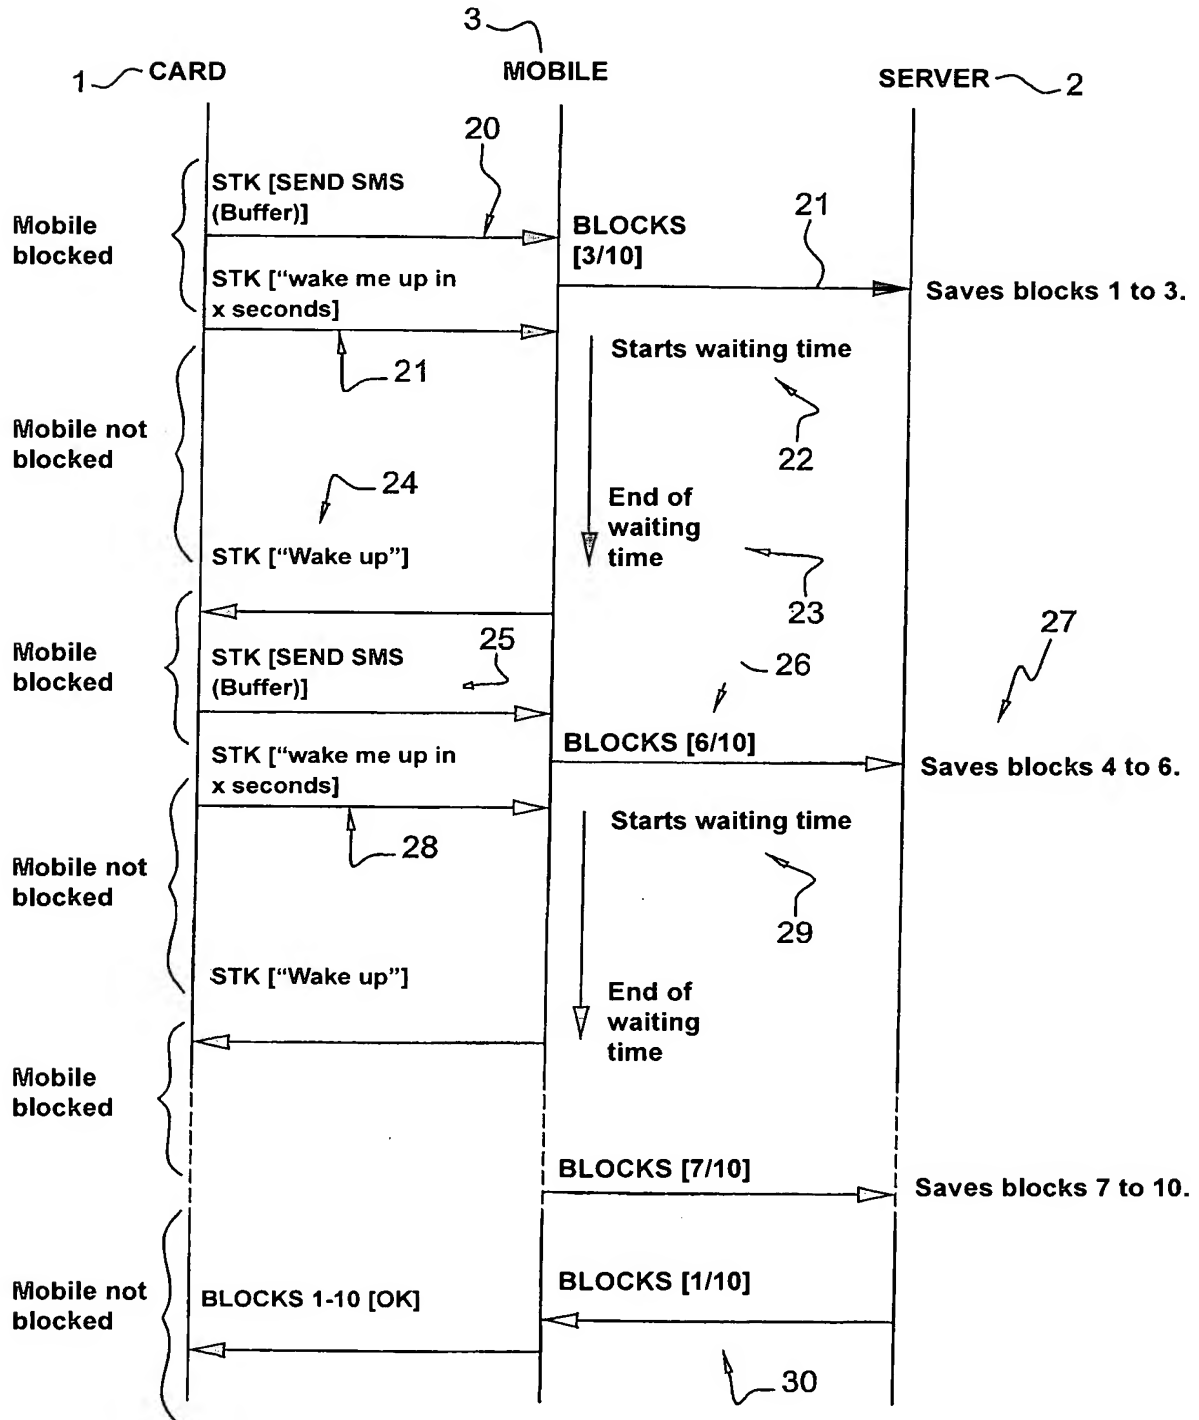 3
1 CARD
MOBILE
SERVER 2
20
STK [SEND SMS
(Buffer)]
Mobile
blocked
BLOCKS
[3/10]
21
STK ["wake me up in
x seconds]
Saves blocks 1 to 3.
Starts waiting time
21
22
Mobile not
blocked
24
End of
waiting
time
STK ["Wake up"]
23
27
25
26
Mobile
blocked
STK [SEND SMS
(Buffer)]
BLOCKS [6/10]
STK ["wake me up in
x seconds]
Saves blocks 4 to 6.
Starts waiting time
28
Mobile not
blocked
29
STK ["Wake up"]
End of
waiting
time
Mobile
blocked
BLOCKS [7/10]
Saves blocks 7 to 10.
Mobile not
blocked
BLOCKS [1/10]
BLOCKS 1-10 [OK]
30